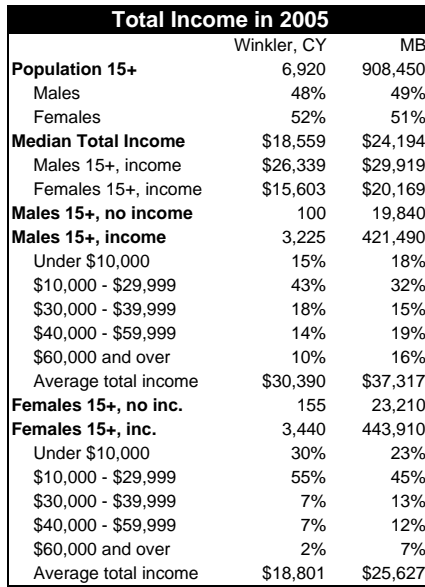 Total Income in 2005
Winkler, CY MB
Population 15+ 6,920 908,450
Males 48% 49%
Females 52% 51%
Median Total Income $18,559 $24,194
Males 15+, income $26,339 $29,919
Females 15+, income $15,603 $20,169
Males 15+, no income 100 19,840
Males 15+, income 3,225 421,490
Under $10,000 15% 18%
$10,000 - $29,999 43% 32%
$30,000 - $39,999 18% 15%
$40,000 - $59,999 14% 19%
$60,000 and over 10% 16%
Average total income $30,390 $37,317
Females 15+, no inc. 155 23,210
Females 15+, inc. 3,440 443,910
Under $10,000 30% 23%
$10,000 - $29,999 55% 45%
$30,000 - $39,999 7% 13%
$40,000 - $59,999 7% 12%
$60,000 and over 2% 7%
Average total income $18,801 $25,627